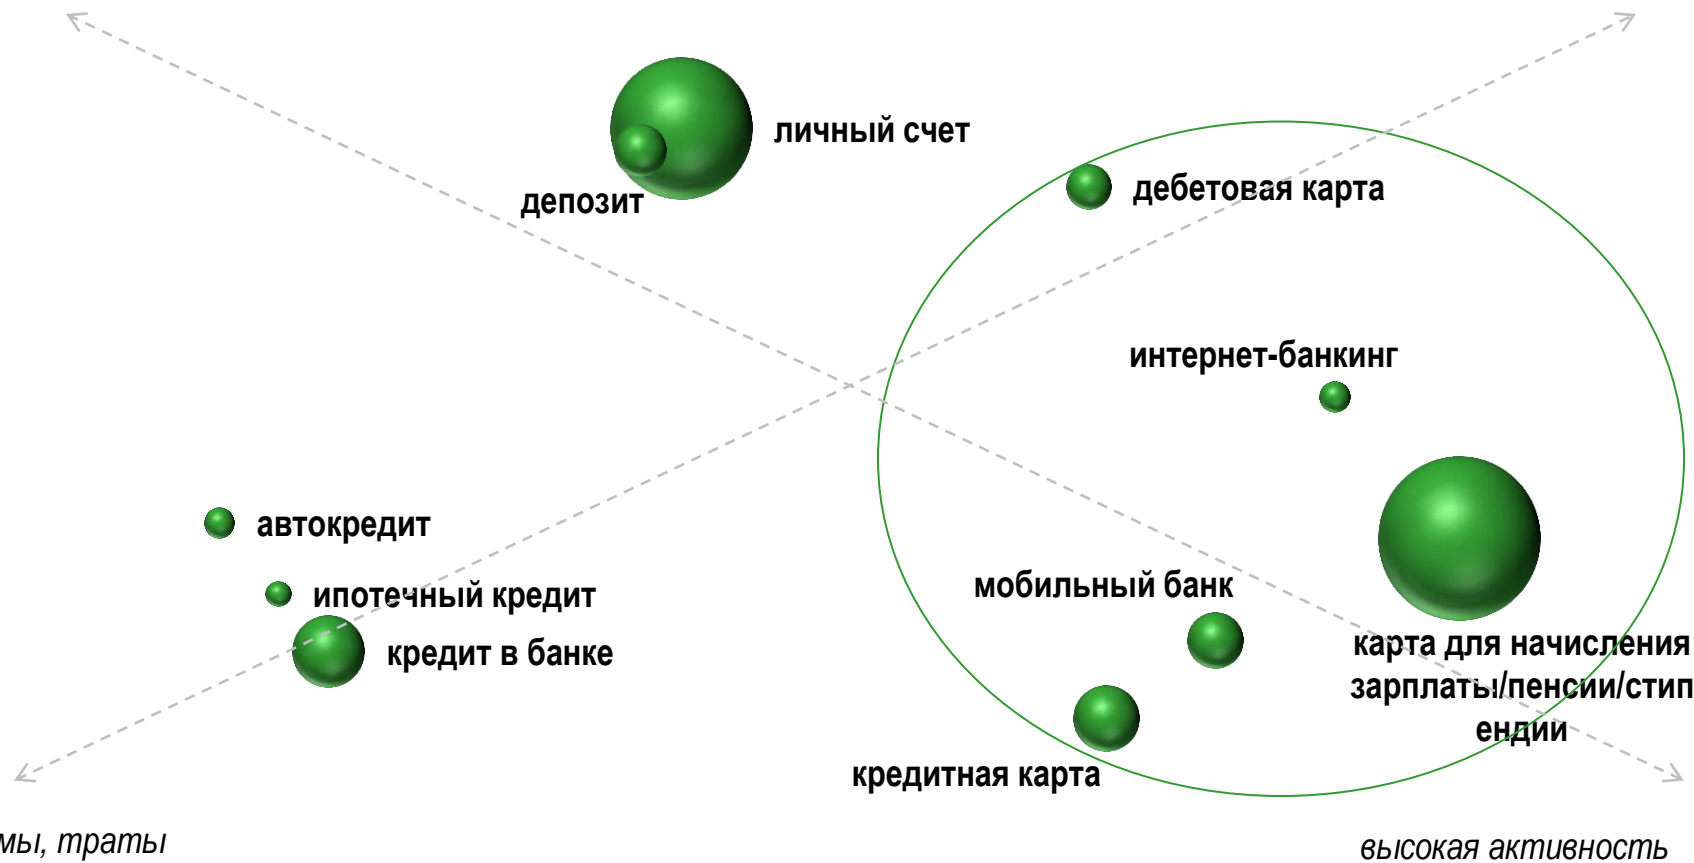 личный счет
депозит
дебетовая карта
интернет-банкинг
автокредит
ипотечный кредит
кредит в банке
мобильный банк
карта для начисления
зарплаты/пенсии/стип
ендии
кредитная карта
мы, траты
высокая активность